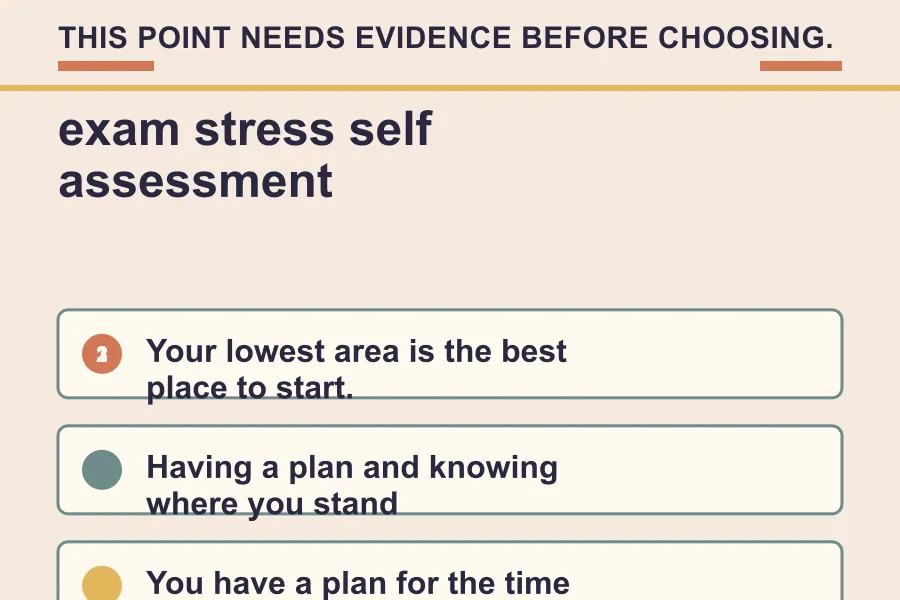 THIS POINT NEEDS EVIDENCE BEFORE CHOOSING.
exam stress self
assessment
Your lowest area is the best
place to start.
Having a plan and knowing
where you stand
You have a plan for the time